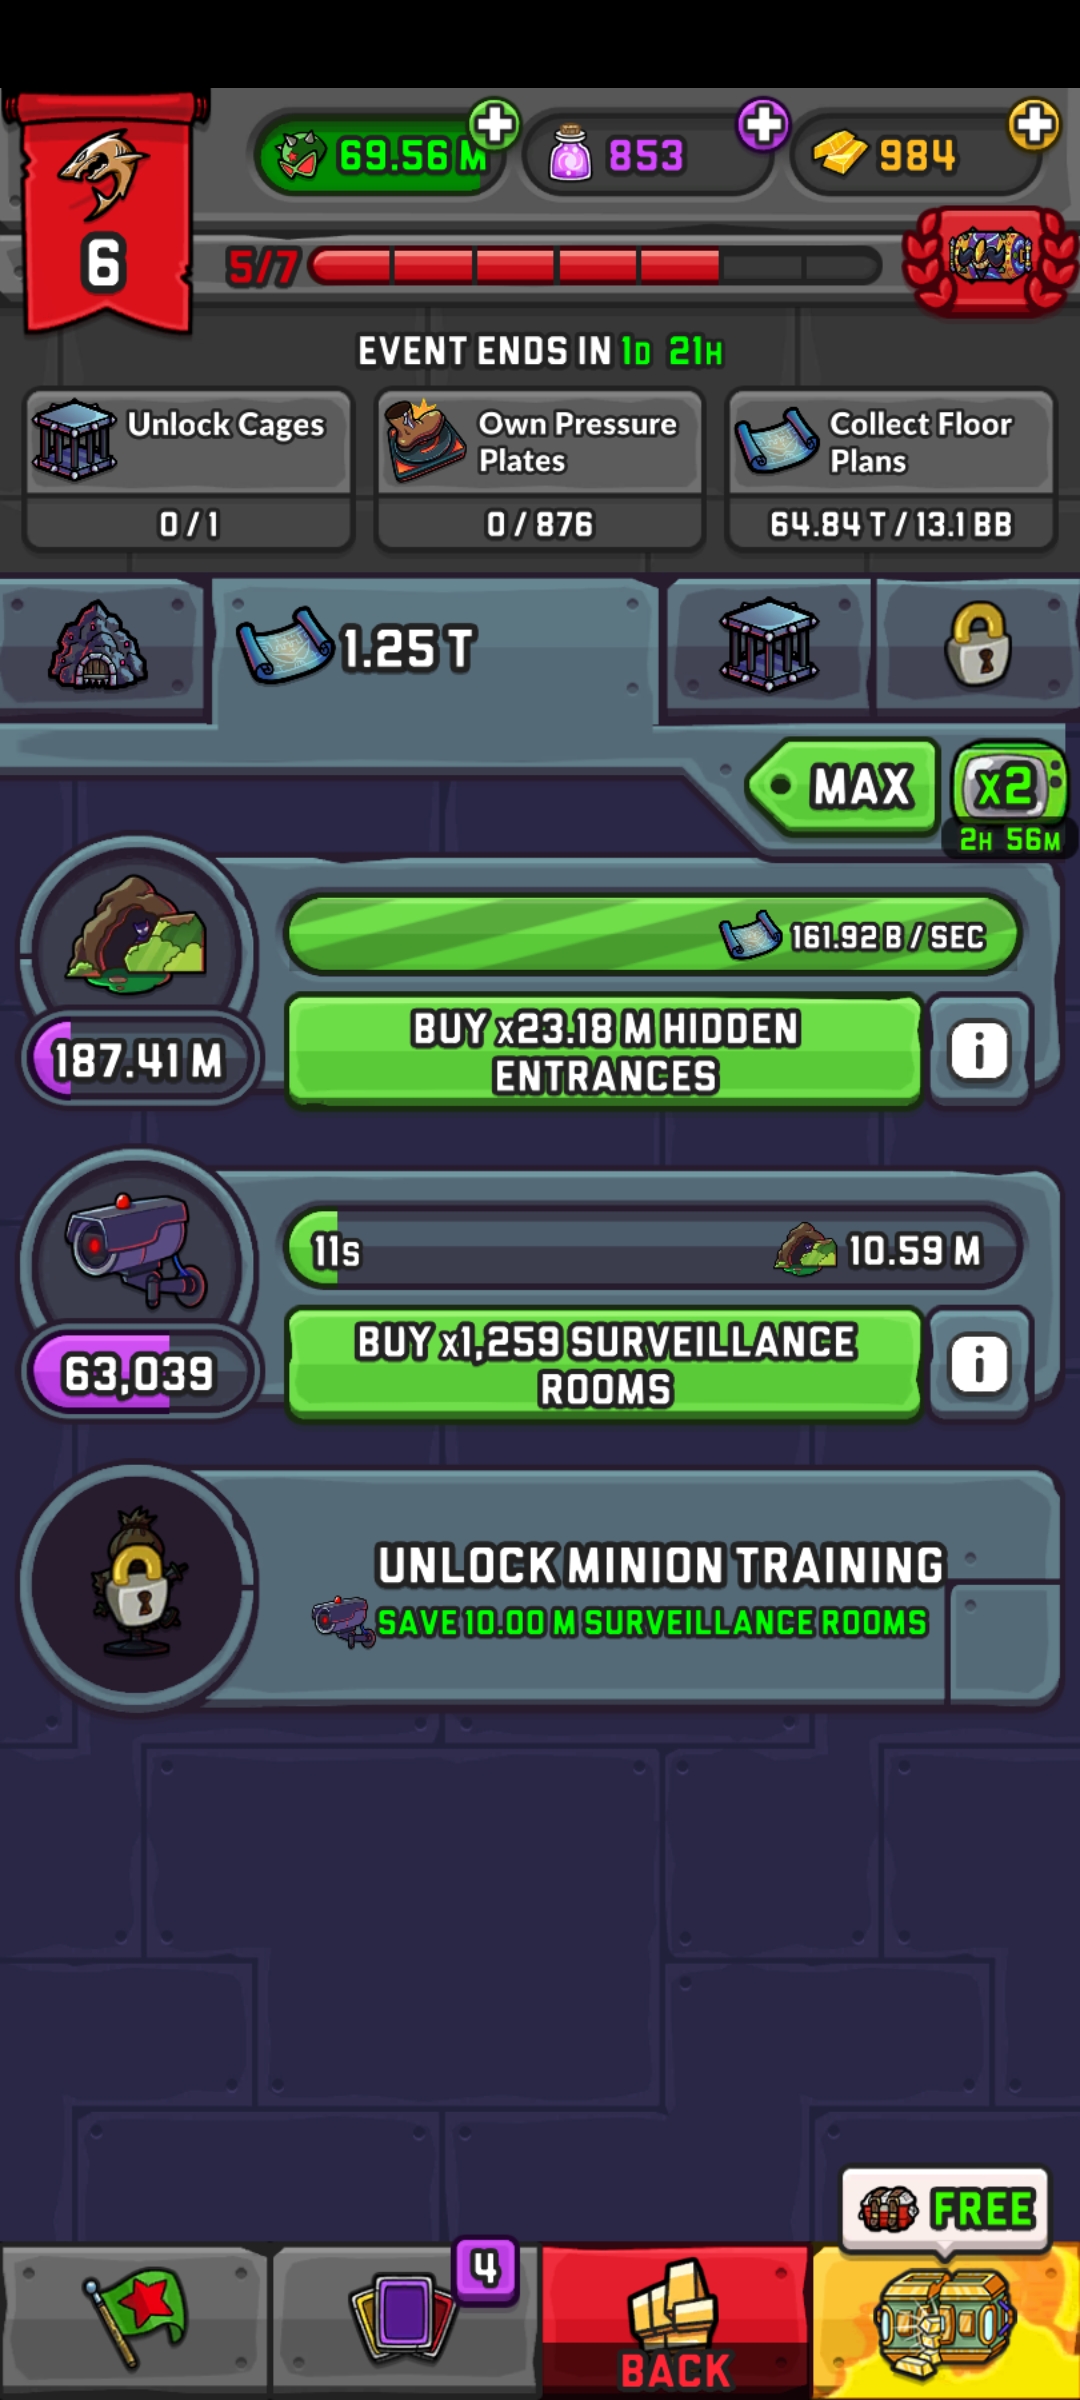 69.56 M
853
984
6
5/7
EVENT ENDS IN 1D 21H
Unlock Cages
0 / 1
Own Pressure
Plates
0 / 876
Collect Floor
Plans
64.84 T / 13.1 BB
1.25 T
MAX
x2
2H 56M
161.92 B / SEC
187.41 M
BUY x23.18 M HIDDEN
ENTRANCES
i
11s
10.59 M
63,039
BUY x1,259 SURVEILLANCE
ROOMS
i
UNLOCK MINION TRAINING
SAVE 10.00 M SURVEILLANCE ROOMS
FREE
4
BACK